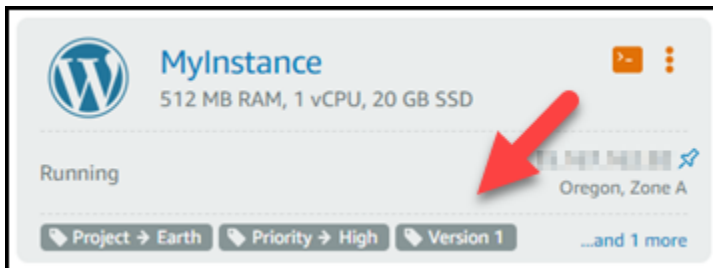 MyInstance
512 MB RAM, 1 vCPU, 20 GB SSD
Running
Oregon, Zone A
Project → Earth
Priority → High
Version 1
...and 1 more